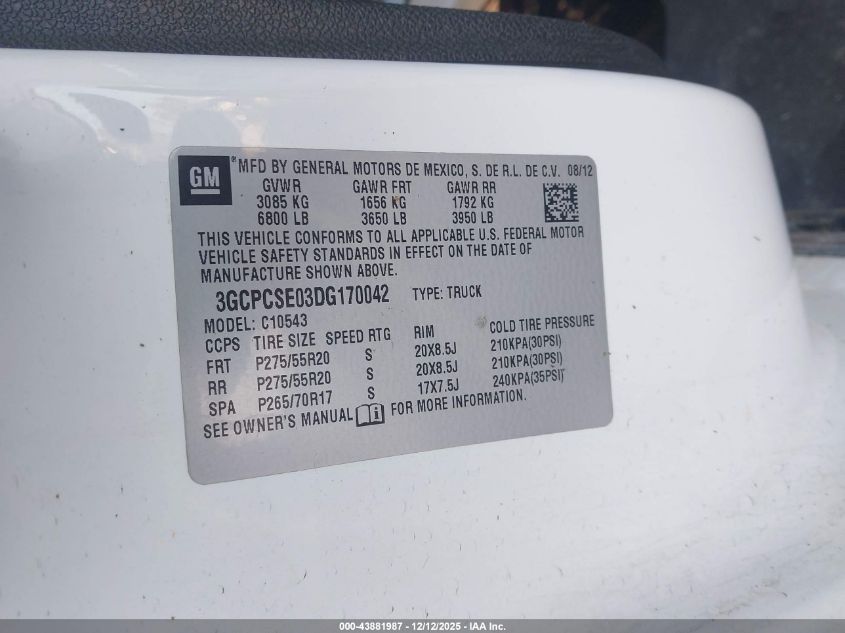 GM ® MFD BY GENERAL MOTORS DE MEXICO, S. DE R.L. DE C.V. 08/12
GVWR GAWR FRT GAWR RR
3085 KG 1656 KG 1792 KG
6800 LB 3650 LB 3950 LB
THIS VEHICLE CONFORMS TO ALL APPLICABLE U.S. FEDERAL MOTOR
VEHICLE SAFETY STANDARDS IN EFFECT ON THE DATE OF
MANUFACTURE SHOWN ABOVE.
3GCPCSE03DG170042 TYPE: TRUCK
MODEL: C10543
CCPS TIRE SIZE SPEED RTG RIM COLD TIRE PRESSURE
FRT P275/55R20 S 20X8.5J 210KPA(30PSI)
RR P275/55R20 S 20X8.5J 210KPA(30PSI)
SPA P265/70R17 S 17X7.5J 240KPA(35PSI)
SEE OWNER'S MANUAL i FOR MORE INFORMATION.
000-43881987 - 12/12/2025 - IAA Inc.